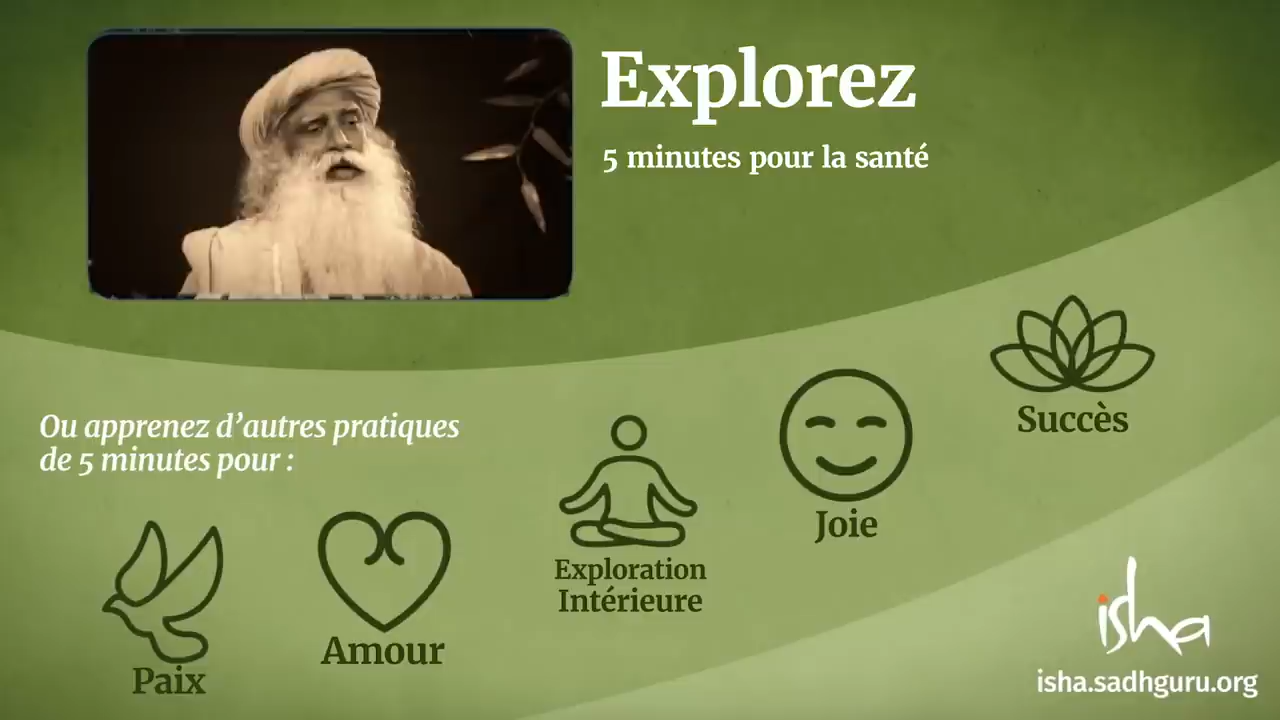 Explorez
5 minutes pour la santé
Ou apprenez d’autres pratiques
de 5 minutes pour :
Succès
Joie
Exploration
Intérieure
Amour
Paix
isha
isha.sadhguru.org